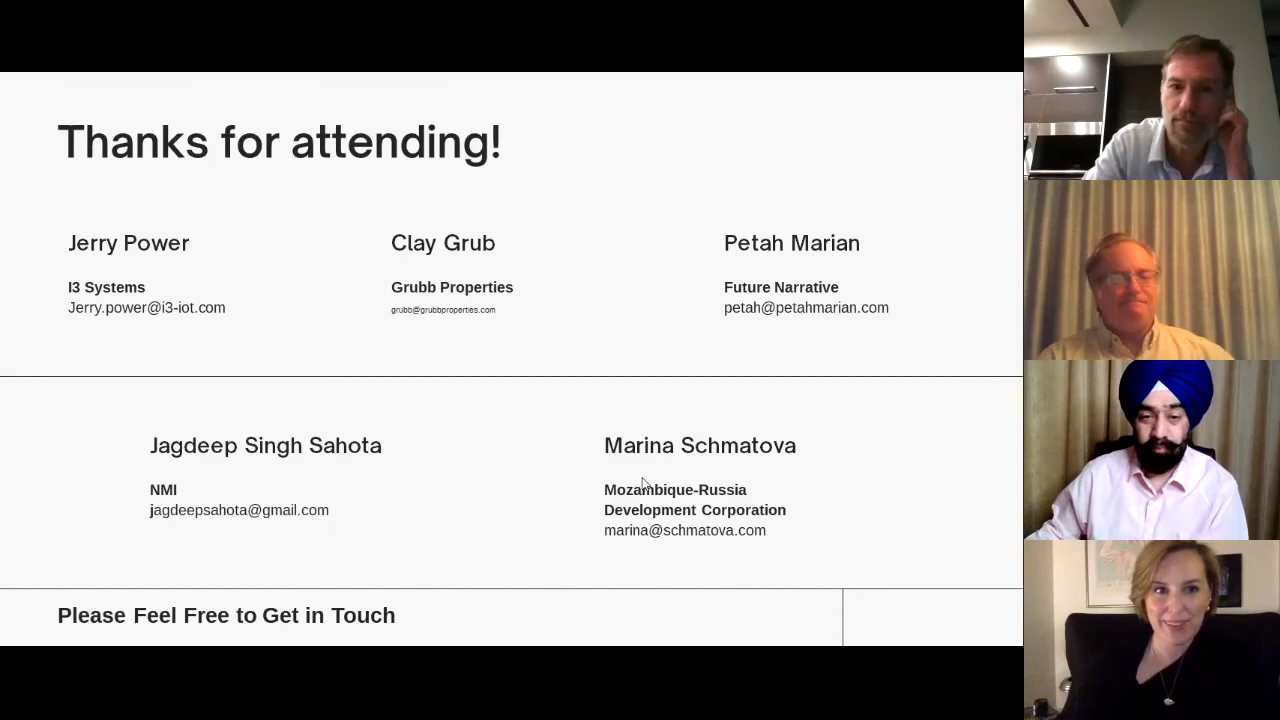 Thanks for attending!
Jerry Power
I3 Systems
Jerry.power@i3-iot.com
Clay Grub
Grubb Properties
grubb@grubbproperties.com
Petah Marian
Future Narrative
petah@petahmarian.com
Jagdeep Singh Sahota
NMI
jagdeepsahota@gmail.com
Marina Schmatova
Mozambique-Russia
Development Corporation
marina@schmatova.com
Please Feel Free to Get in Touch